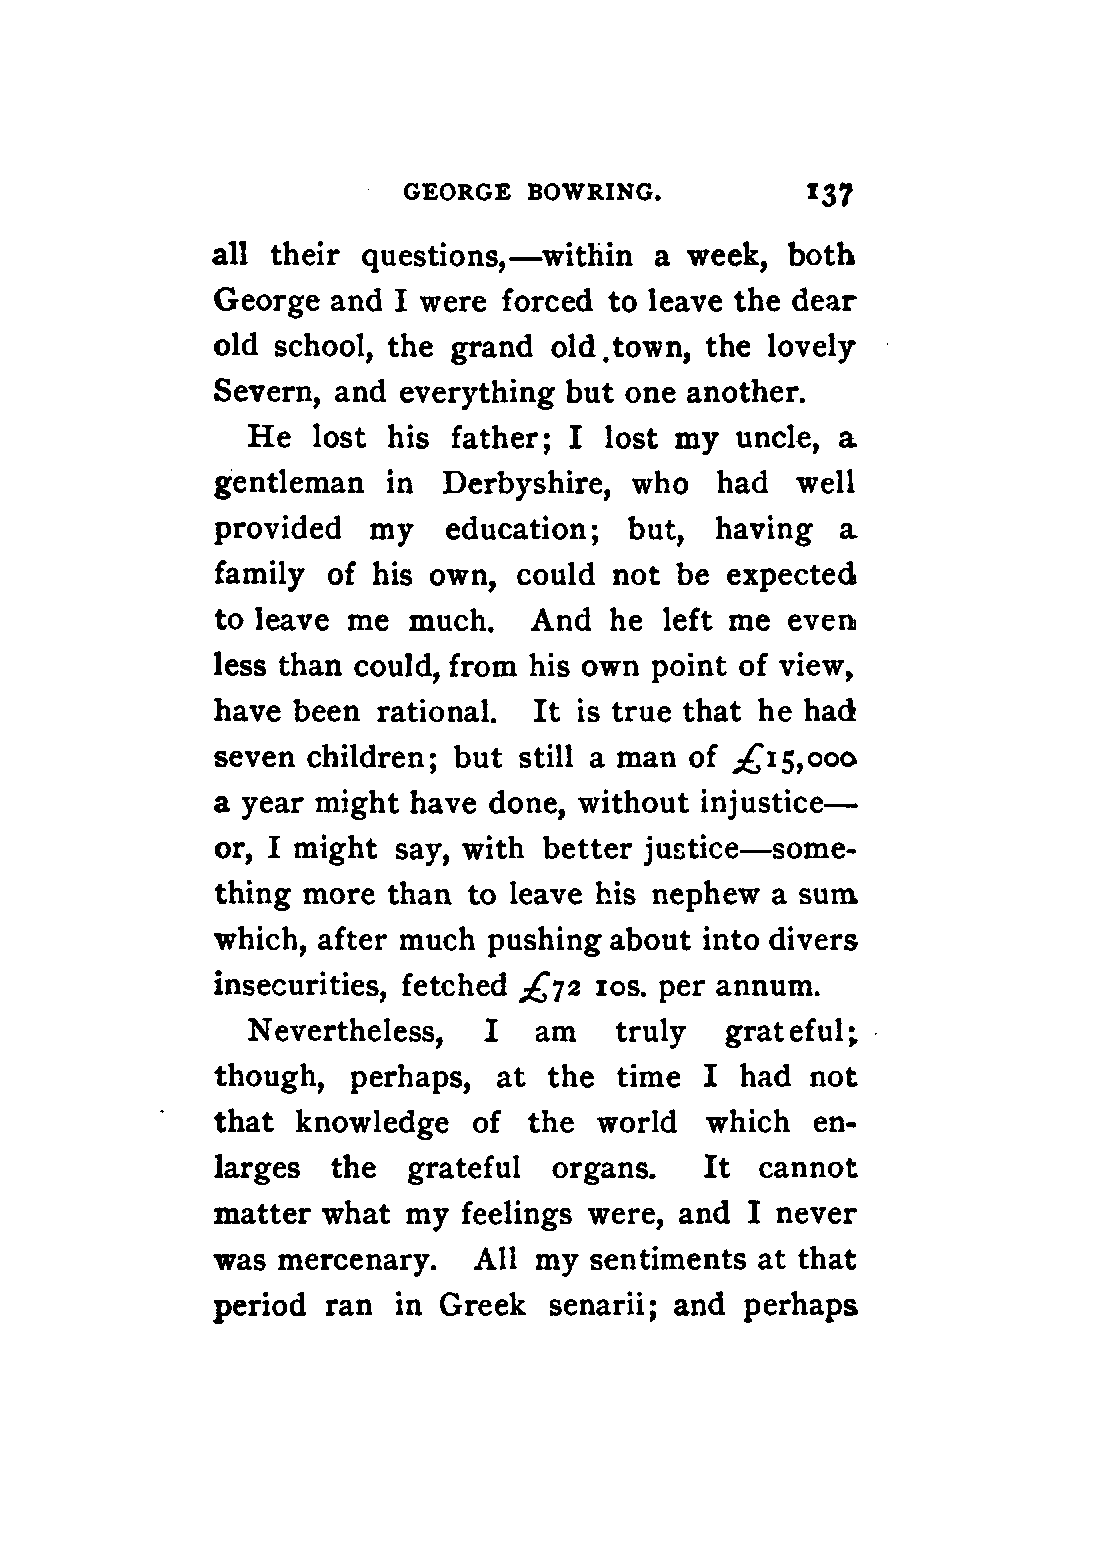 GEORGE BOWRING. 137
all their questions,—within a week, both
George and I were forced to leave the dear
old school, the grand old town, the lovely
Severn, and everything but one another.
He lost his father; I lost my uncle, a
gentleman in Derbyshire, who had well
provided my education; but, having a
family of his own, could not be expected
to leave me much. And he left me even
less than could, from his own point of view,
have been rational. It is true that he had
seven children; but still a man of £15,000
a year might have done, without injustice—
or, I might say, with better justice—some-
thing more than to leave his nephew a sum
which, after much pushing about into divers
insecurities, fetched £72 10s. per annum.
Nevertheless, I am truly grateful;
though, perhaps, at the time I had not
that knowledge of the world which en-
larges the grateful organs. It cannot
matter what my feelings were, and I never
was mercenary. All my sentiments at that
period ran in Greek senarii; and perhaps